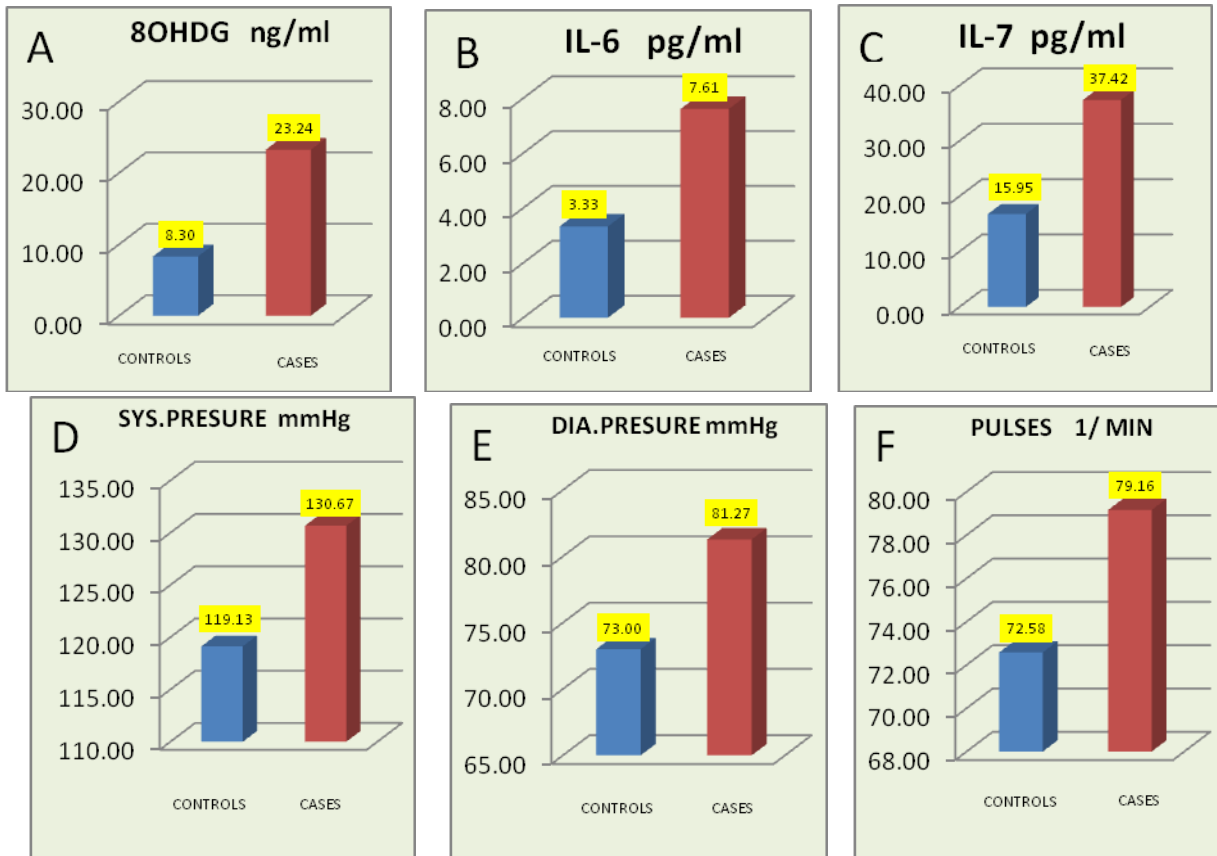 A
8OHDG ng/ml
30.00
20.00
10.00
0.00
8.30
23.24
CONTROLS CASES
B
IL-6 pg/ml
8.00
6.00
4.00
2.00
0.00
3.33
7.61
CONTROLS CASES
C
IL-7 pg/ml
40.00
30.00
20.00
10.00
0.00
15.95
37.42
CONTROLS CASES
D
SYS.PRESURE mmHg
135.00
130.00
125.00
120.00
115.00
110.00
119.13
130.67
CONTROLS CASES
E
DIA.PRESURE mmHg
85.00
80.00
75.00
70.00
65.00
73.00
81.27
CONTROLS CASES
F
PULSES 1/ MIN
80.00
78.00
76.00
74.00
72.00
70.00
68.00
72.58
79.16
CONTROLS CASES